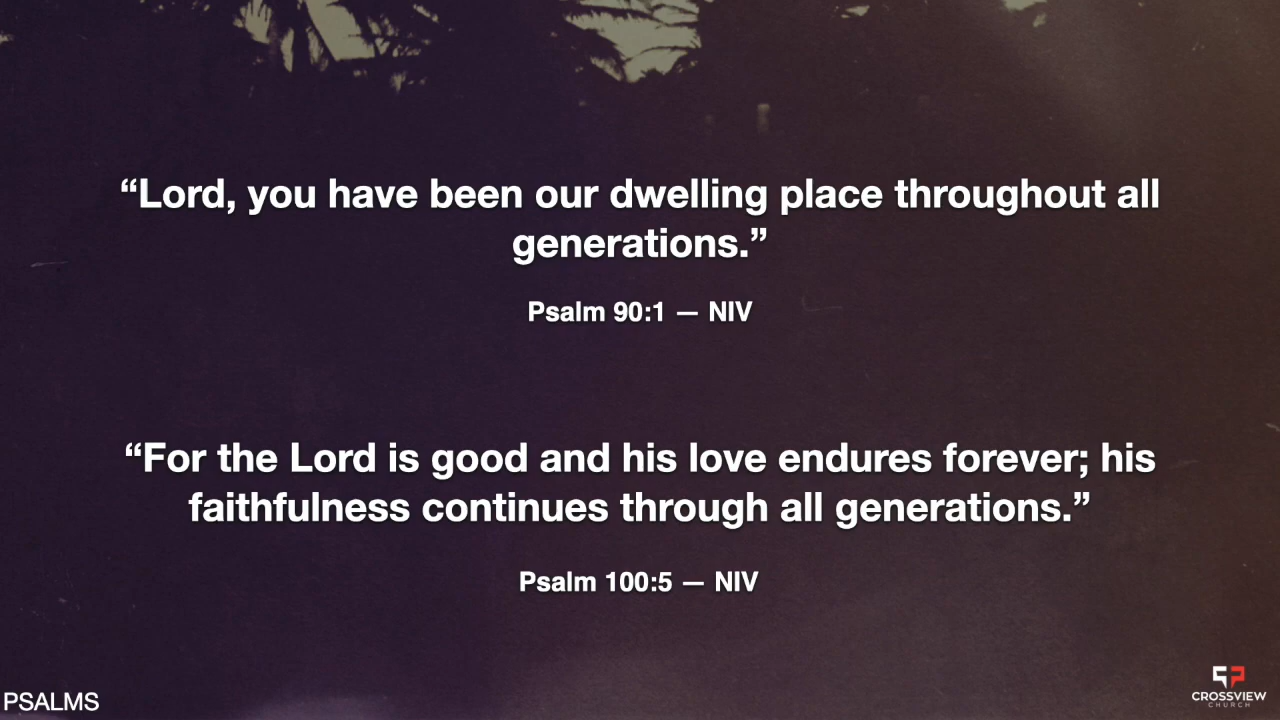 “Lord, you have been our dwelling place throughout all
generations.”
Psalm 90:1 — NIV
“For the Lord is good and his love endures forever; his
faithfulness continues through all generations.”
Psalm 100:5 — NIV
PSALMS
CROSSVIEW
CHURCH